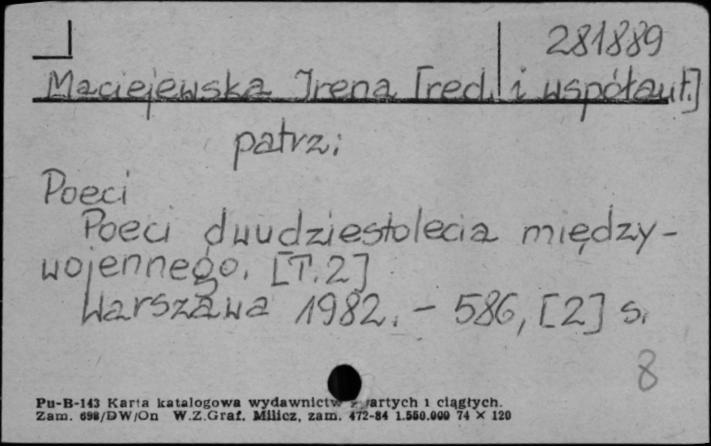 281889
Maciejewska Irena [red. i współaut.]
patrz:
Poeci
Poeci dwudziestolecia między-
wojennego. [T.2]
Warszawa 1982. - 586, [2] s.
8
Pu-B-143 Karta katalogowa wydawnictw zwartych i ciągłych.
Zam. 698/DW/On W.Z.Graf. Milicz, zam. 472-84 1.550.000 74 × 120